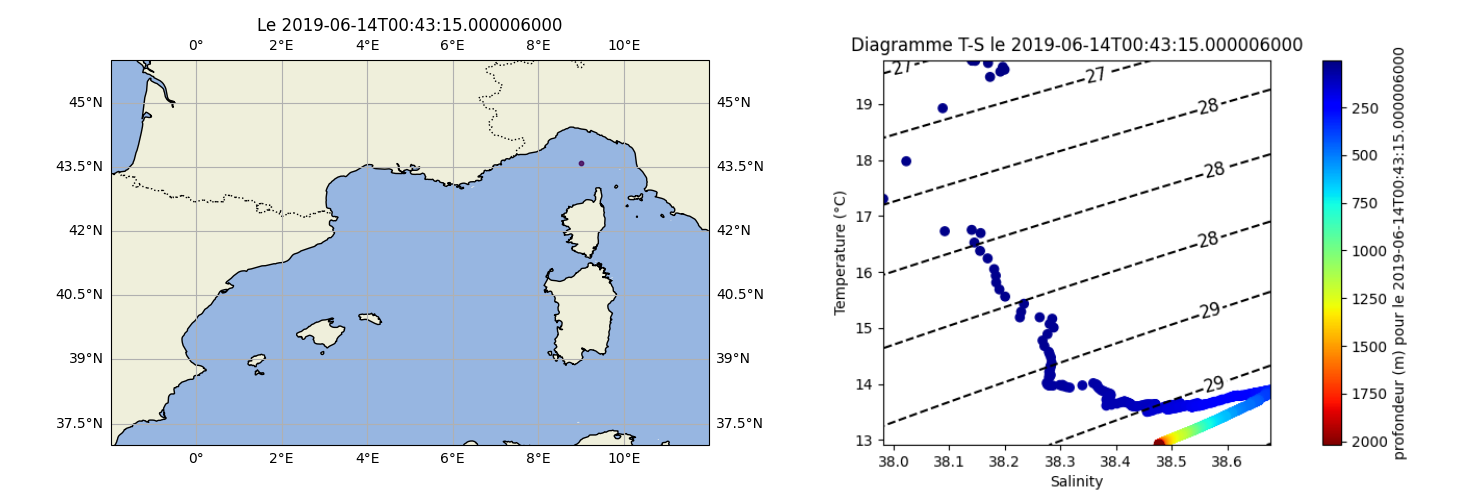 Le 2019-06-14T00:43:15.000006000
0° 2°E 4°E 6°E 8°E 10°E
45°N 45°N
43.5°N 43.5°N
42°N 42°N
40.5°N 40.5°N
39°N 39°N
37.5°N 37.5°N
0° 2°E 4°E 6°E 8°E 10°E
Diagramme T-S le 2019-06-14T00:43:15.000006000
27
27
28
28
28
29
29
19
18
17
16
15
14
13
Temperature (°C)
38.0 38.1 38.2 38.3 38.4 38.5 38.6
Salinity
250
500
750
1000
1250
1500
1750
2000
profondeur (m) pour le 2019-06-14T00:43:15.000006000